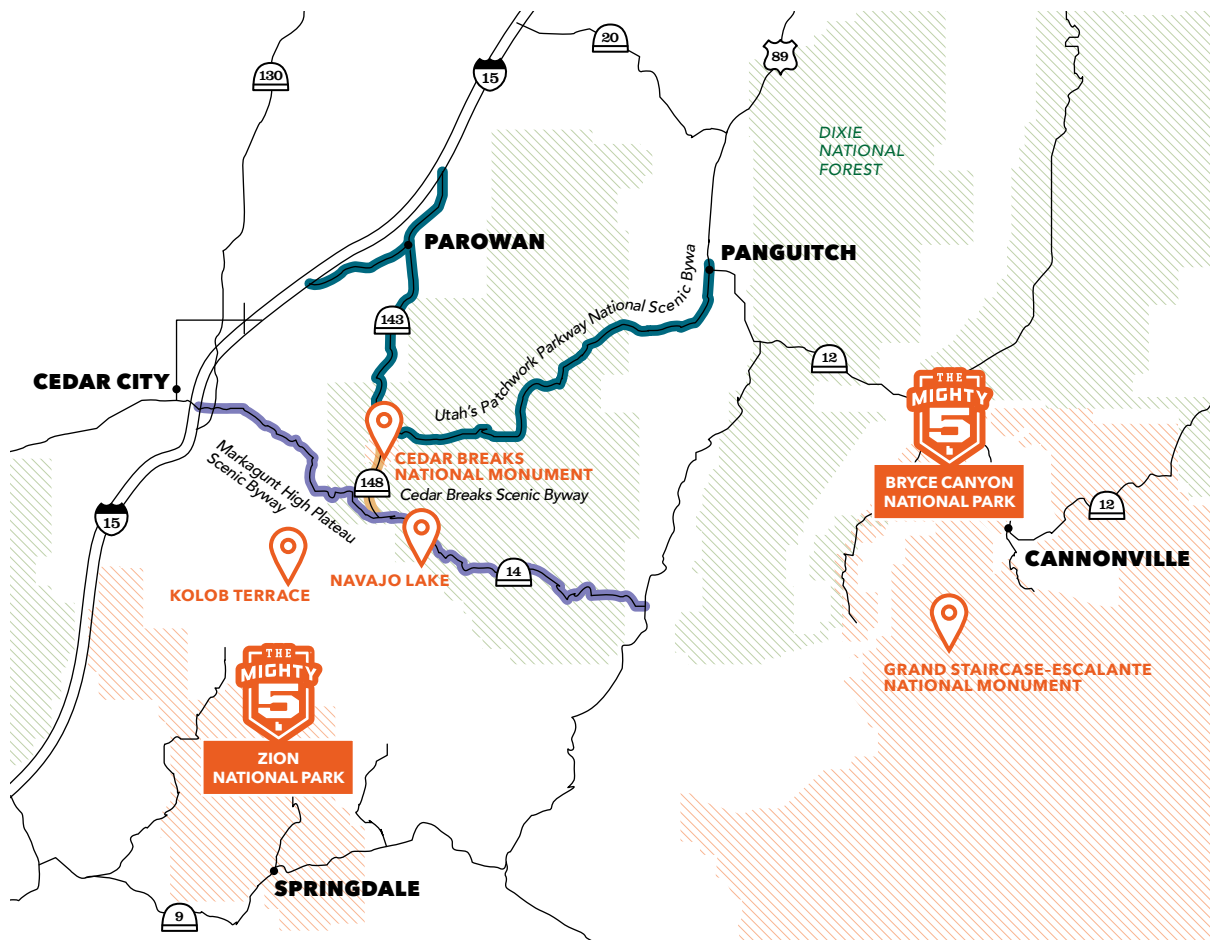 20
89
130
15
DIXIE
NATIONAL
FOREST
PAROWAN
PANGUITCH
143
Utah's Patchwork Parkway National Scenic Bywa
12
CEDAR CITY
THE
MIGHTY
5
BRYCE CANYON
NATIONAL PARK
CEDAR BREAKS
NATIONAL MONUMENT
148
Cedar Breaks Scenic Byway
Markagunt High Plateau
Scenic Byway
15
12
CANNONVILLE
NAVAJO LAKE
14
KOLOB TERRACE
GRAND STAIRCASE-ESCALANTE
NATIONAL MONUMENT
THE
MIGHTY
5
ZION
NATIONAL PARK
SPRINGDALE
9